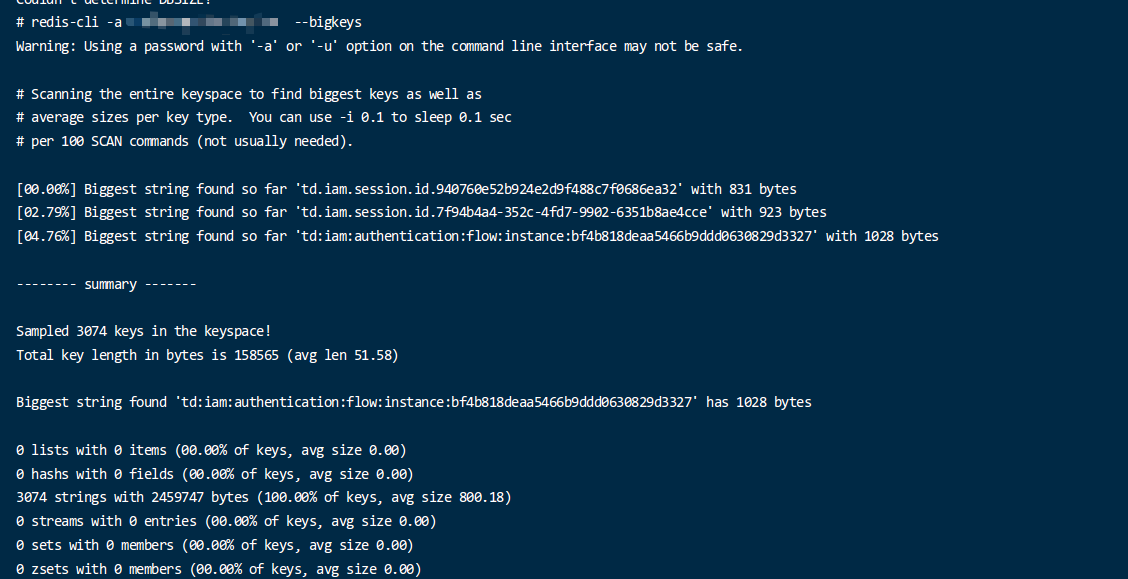 Couldn't determine DBSIZE!
# redis-cli -a --bigkeys
Warning: Using a password with '-a' or '-u' option on the command line interface may not be safe.
# Scanning the entire keyspace to find biggest keys as well as
# average sizes per key type.  You can use -i 0.1 to sleep 0.1 sec
# per 100 SCAN commands (not usually needed).
[00.00%] Biggest string found so far 'td.iam.session.id.940760e52b924e2d9f488c7f0686ea32' with 831 bytes
[02.79%] Biggest string found so far 'td.iam.session.id.7f94b4a4-352c-4fd7-9902-6351b8ae4cce' with 923 bytes
[04.76%] Biggest string found so far 'td:iam:authentication:flow:instance:bf4b818deaa5466b9ddd0630829d3327' with 1028 bytes
-------- summary -------
Sampled 3074 keys in the keyspace!
Total key length in bytes is 158565 (avg len 51.58)
Biggest string found 'td:iam:authentication:flow:instance:bf4b818deaa5466b9ddd0630829d3327' has 1028 bytes
0 lists with 0 items (00.00% of keys, avg size 0.00)
0 hashs with 0 fields (00.00% of keys, avg size 0.00)
3074 strings with 2459747 bytes (100.00% of keys, avg size 800.18)
0 streams with 0 entries (00.00% of keys, avg size 0.00)
0 sets with 0 members (00.00% of keys, avg size 0.00)
0 zsets with 0 members (00.00% of keys, avg size 0.00)